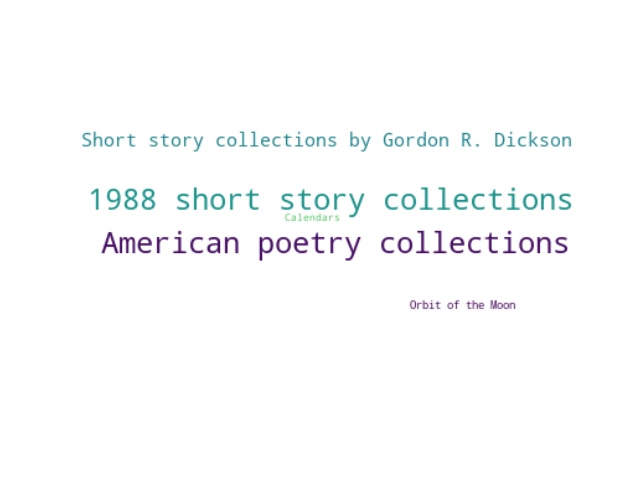 Short story collections by Gordon R. Dickson
1988 short story collections
Calendars
American poetry collections
Orbit of the Moon